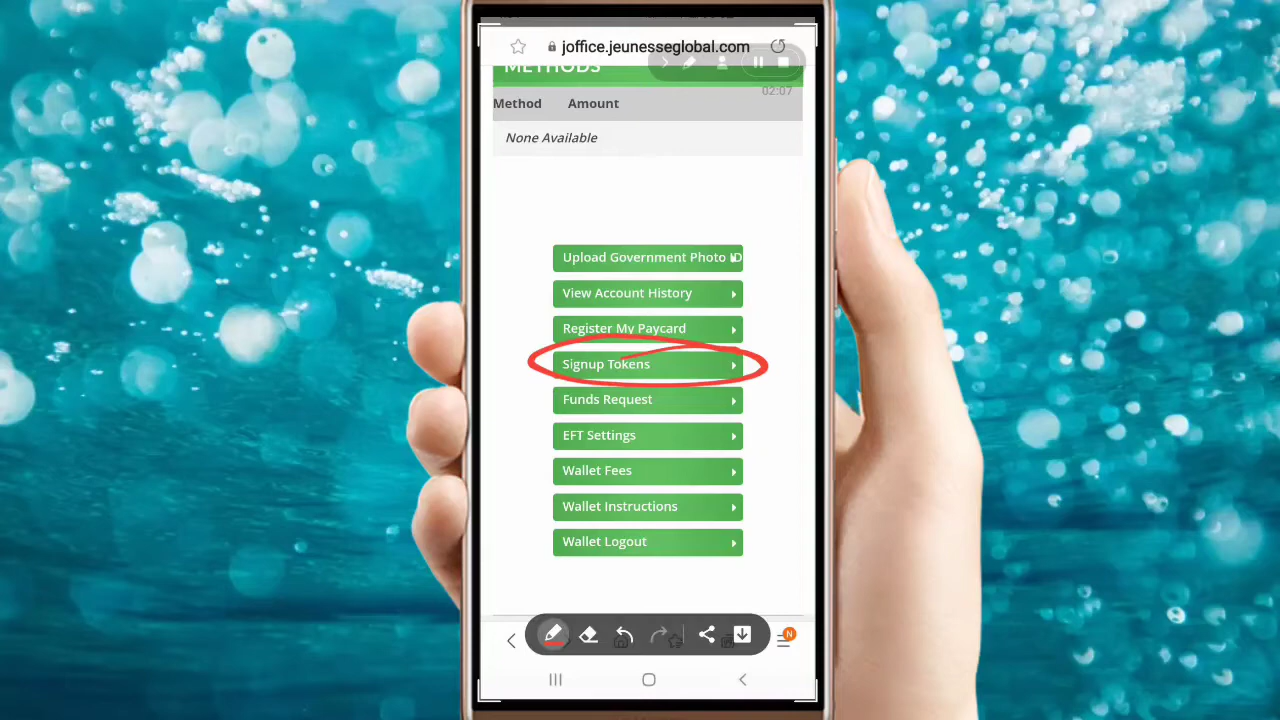 joffice.jeunesseglobal.com
METHODS
02:07
Method Amount
None Available
Upload Government Photo ID
View Account History
Register My Paycard
Signup Tokens
Funds Request
EFT Settings
Wallet Fees
Wallet Instructions
Wallet Logout
N